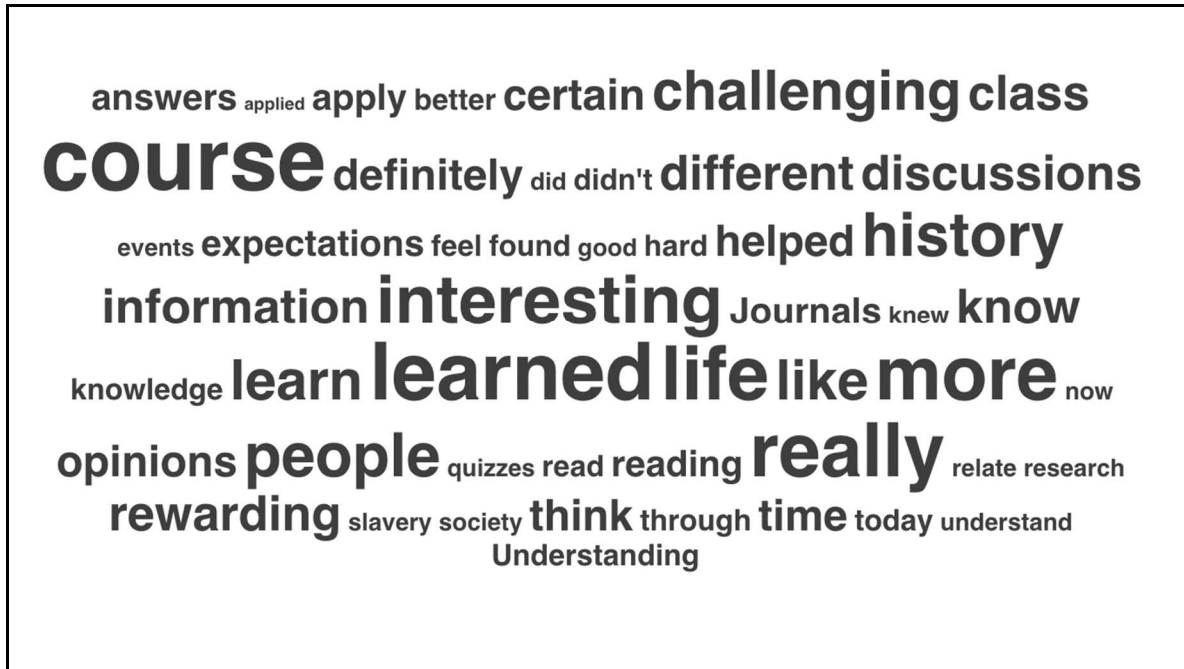 answers applied apply better certain challenging class
course definitely did didn't different discussions
events expectations feel found good hard helped history
information interesting Journals knew know
knowledge learn learned life like more now
opinions people quizzes read reading really relate research
rewarding slavery society think through time today understand
Understanding